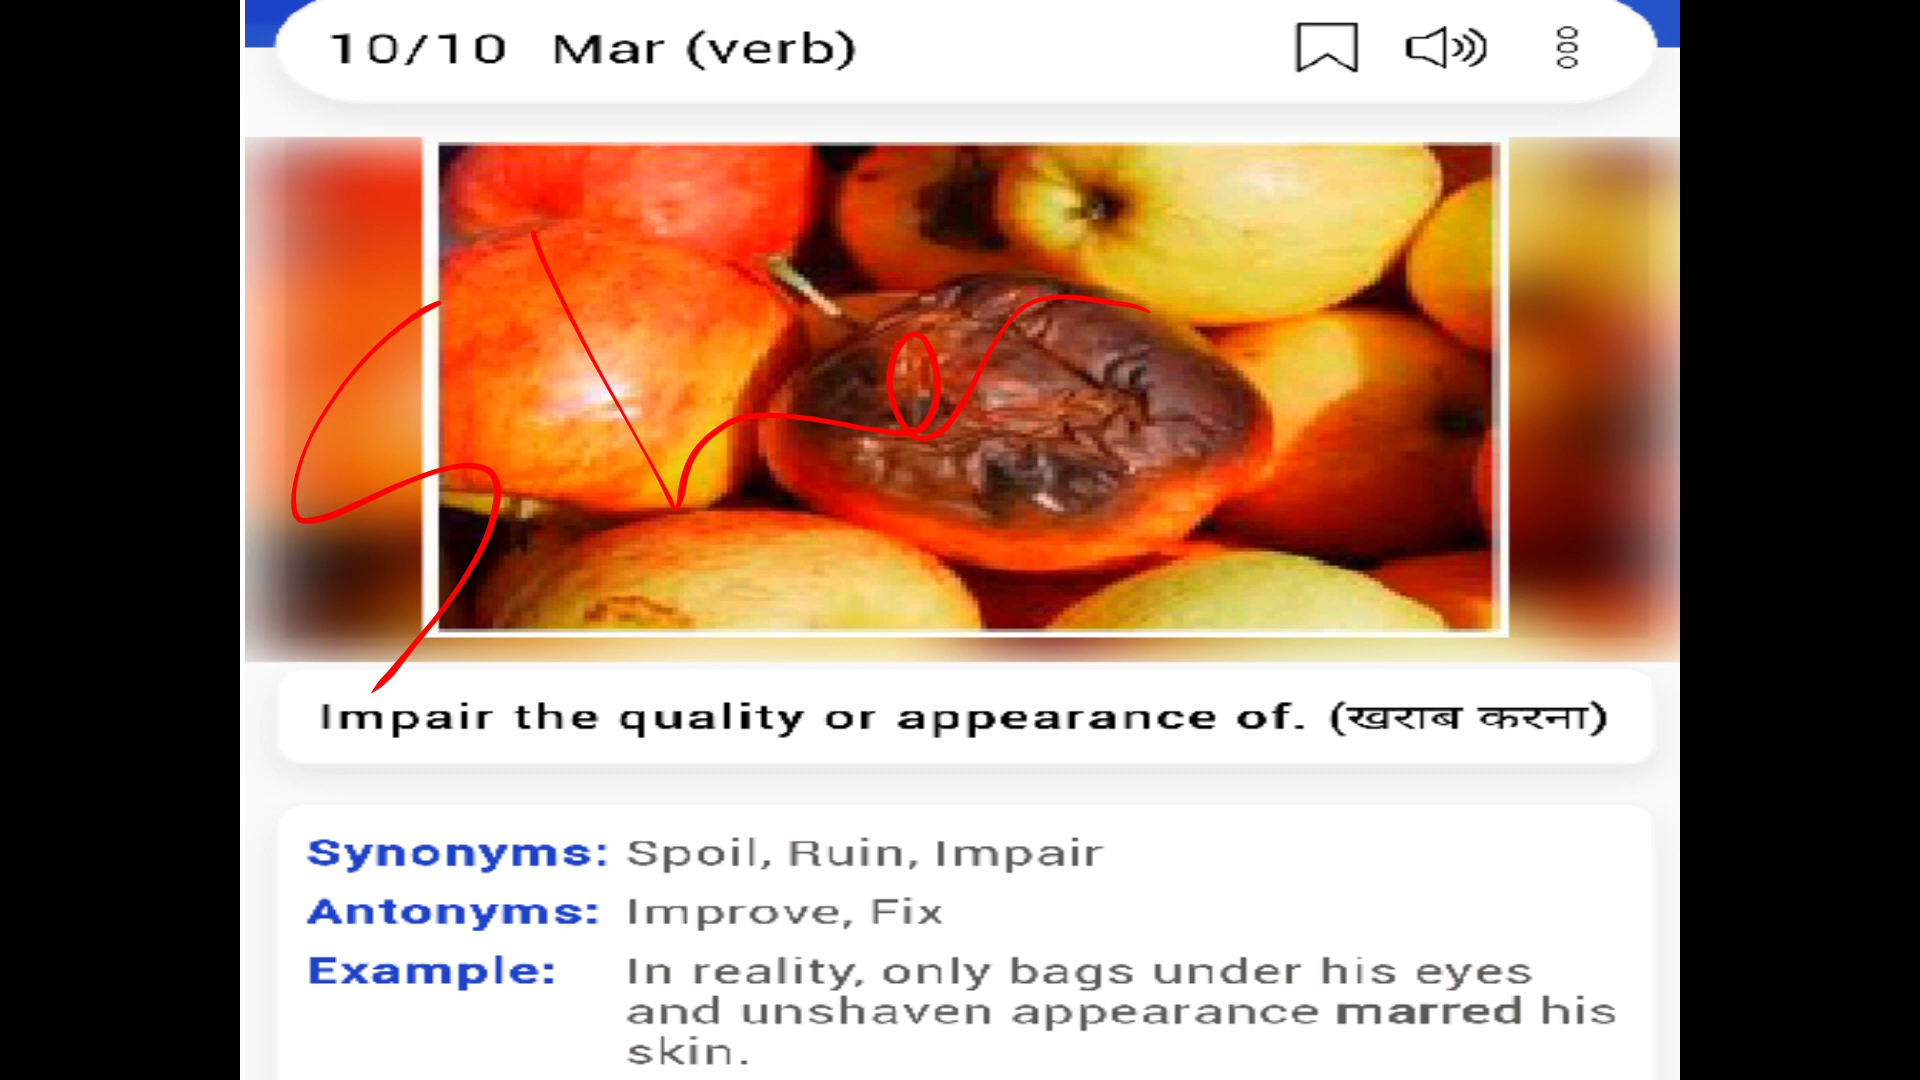 10/10 Mar (verb)
Impair the quality or appearance of. (खराब करना)
Synonyms: Spoil, Ruin, Impair
Antonyms: Improve, Fix
Example: In reality, only bags under his eyes
and unshaven appearance marred his
skin.